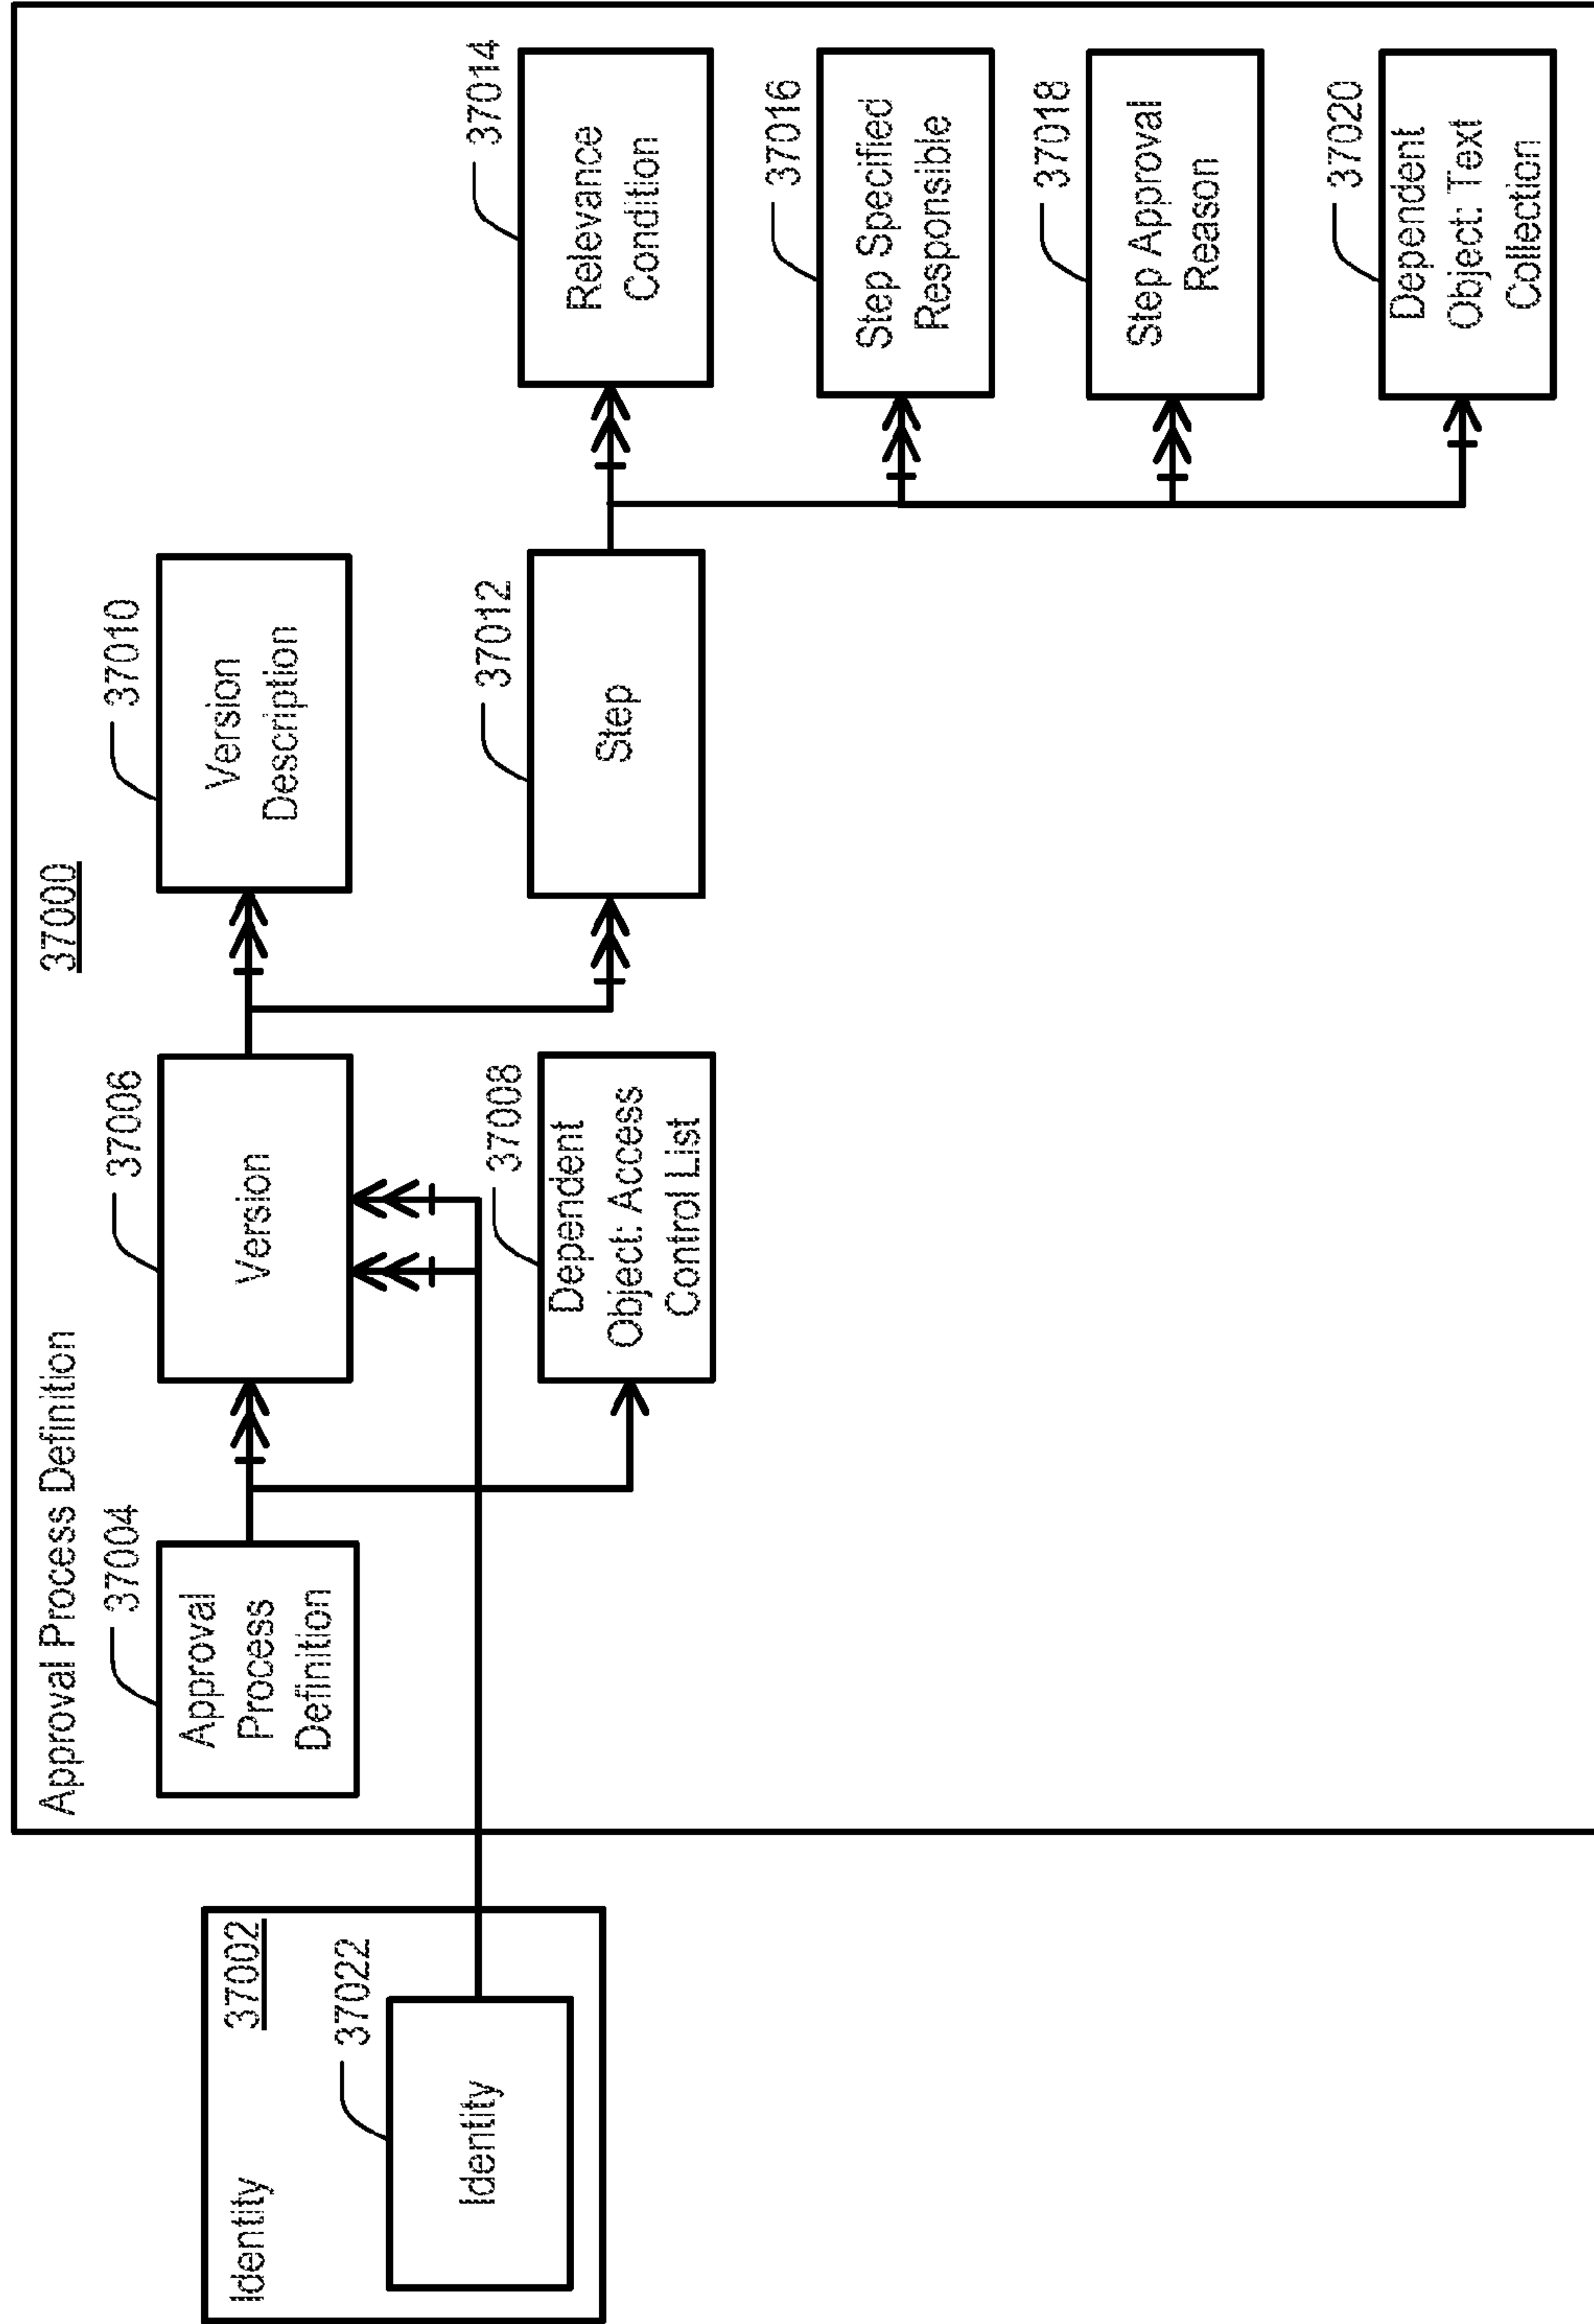 Approval Process Definition
37000
37004
Approval
Process
Definition
37006
Version
37008
Dependent
Object: Access
Control List
37010
Version
Description
37012
Step
37014
Relevance
Condition
37016
Step Specified
Responsible
37018
Step Approval
Reason
37020
Dependent
Object: Text
Collection
Identity
37002
37022
Identity